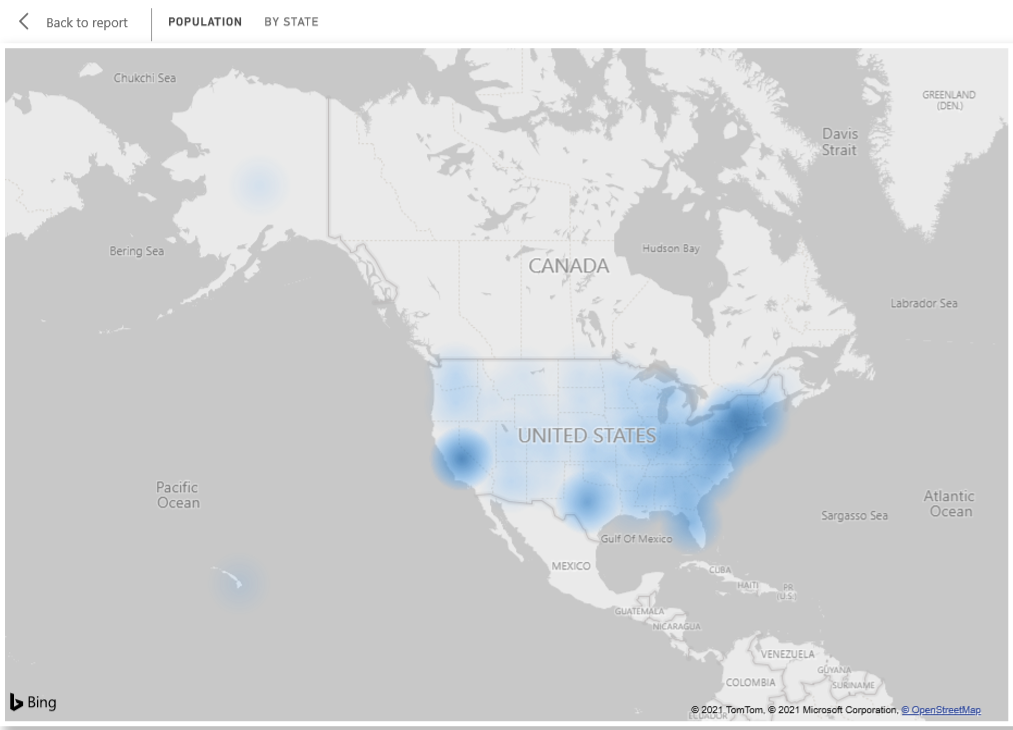 Back to report
POPULATION BY STATE
Chukchi Sea
GREENLAND
(DEN.)
Davis
Strait
Bering Sea
Hudson Bay
CANADA
Labrador Sea
UNITED STATES
Pacific
Ocean
Atlantic
Ocean
Sargasso Sea
Gulf Of Mexico
MEXICO
CUBA
HAITI
PR
(U.S.)
GUATEMALA
NICARAGUA
VENEZUELA
GUYANA
SURINAME
COLOMBIA
ECUADOR
Bing
© 2021 TomTom, © 2021 Microsoft Corporation, © OpenStreetMap